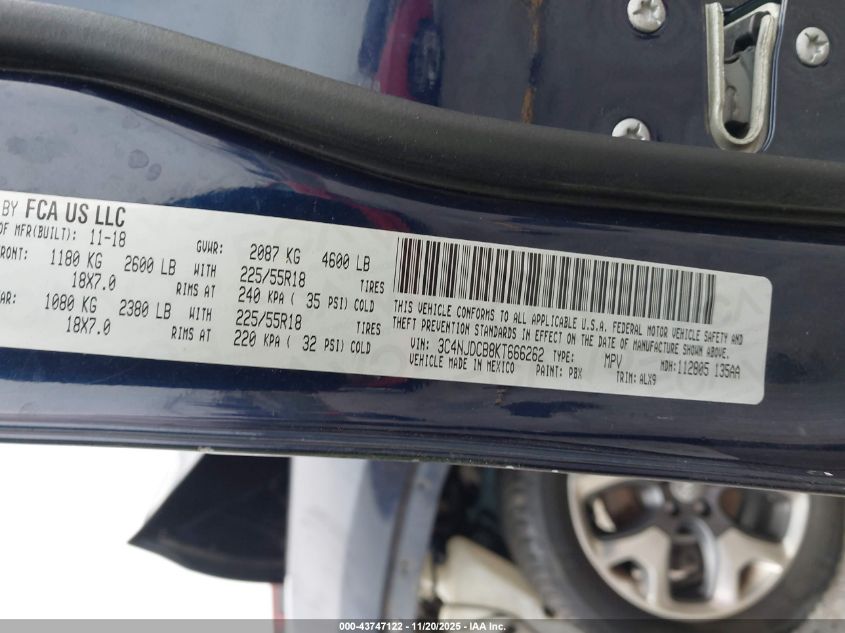 BY FCA US LLC
OF MFR(BUILT): 11-18 GVWR: 2087 KG 4600 LB
FRONT: 1180 KG 2600 LB WITH 225/55R18 TIRES
18X7.0 RIMS AT 240 KPA ( 35 PSI) COLD
AR: 1080 KG 2380 LB WITH 225/55R18 TIRES
18X7.0 RIMS AT 220 KPA ( 32 PSI) COLD
THIS VEHICLE CONFORMS TO ALL APPLICABLE U.S.A. FEDERAL MOTOR VEHICLE SAFETY AND
THEFT PREVENTION STANDARDS IN EFFECT ON THE DATE OF MANUFACTURE SHOWN ABOVE.
VIN: 3C4NJDCB8KT666262 TYPE: MPV MDH: 112805 135AA
VEHICLE MADE IN MEXICO PAINT: PBX TRIM: ALX9
000-43747122 - 11/20/2025 - IAA Inc.